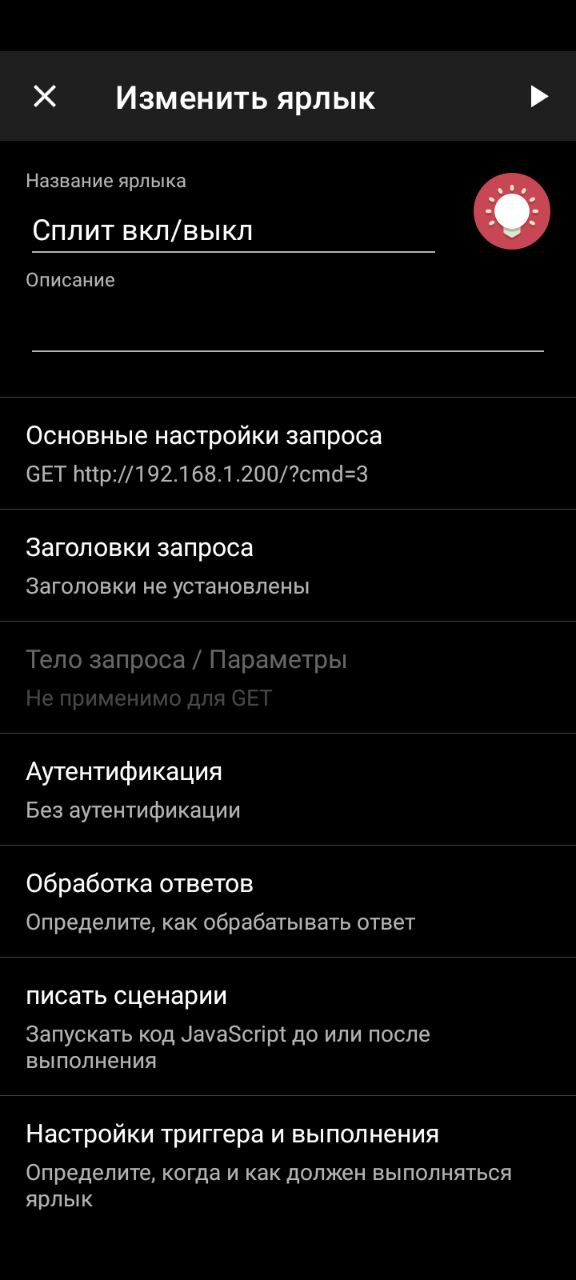 Изменить ярлык
Название ярлыка
Сплит вкл/выкл
Описание
Основные настройки запроса
GET http://192.168.1.200/?cmd=3
Заголовки запроса
Заголовки не установлены
Тело запроса / Параметры
Не применимо для GET
Аутентификация
Без аутентификации
Обработка ответов
Определите, как обрабатывать ответ
писать сценарии
Запускать код JavaScript до или после
выполнения
Настройки триггера и выполнения
Определите, когда и как должен выполняться
ярлык